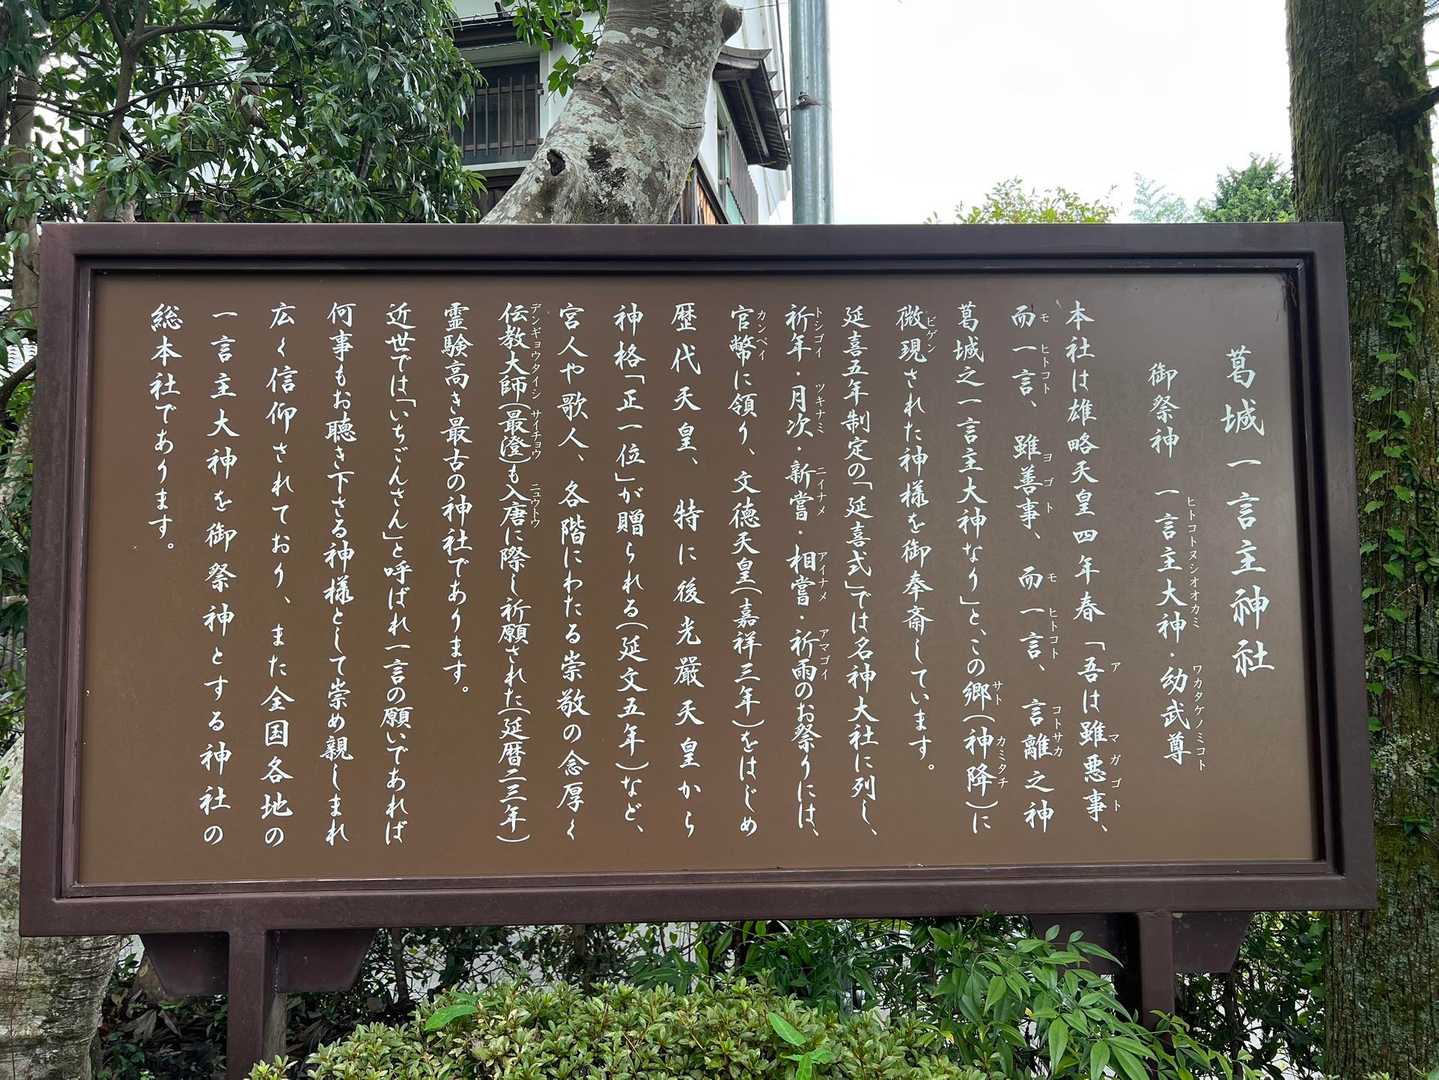 葛城一言主神社
御祭神　一言主大神・幼武尊
本社は雄略天皇四年春「吾は雖悪事、
而一言、雖善事、而一言、言離之神
葛城之一言主大神なり」と、この郷(神降)に
微現された神様を御奉斎しています。
延喜五年制定の「延喜式」では名神大社に列し、
祈年・月次・新嘗・相嘗・祈雨のお祭りには、
官幣に領り、文徳天皇(嘉祥三年)をはじめ
歴代天皇、特に後光嚴天皇から
神格「正一位」が贈られる(延文五年)など、
宮人や歌人、各階にわたる崇敬の念厚く
伝教大師(最澄)も入唐に際し祈願された(延暦二三年)
霊験高き最古の神社であります。
近世では「いちごんさん」と呼ばれ一言の願いであれば
何事もお聴き下さる神様として崇め親しまれ
広く信仰されており、また全国各地の
一言主大神を御祭神とする神社の
総本社であります。